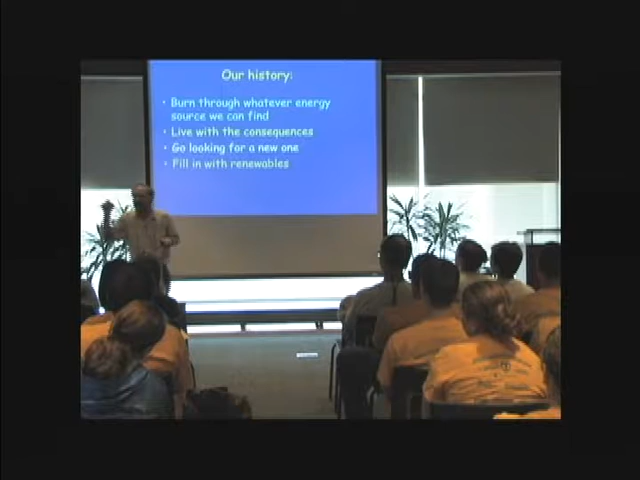 Our history:
• Burn through whatever energy
source we can find
• Live with the consequences
• Go looking for a new one
• Fill in with renewables